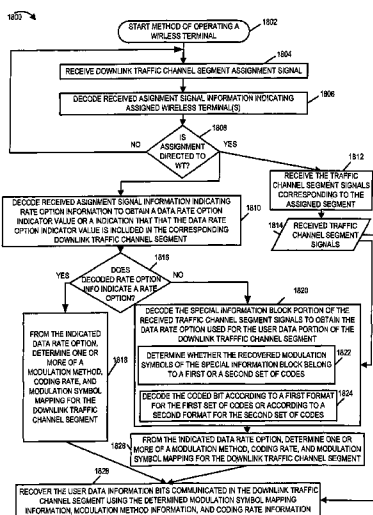 1800
START METHOD OF OPERATING A
WIRLESS TERMINAL
1802
1804
RECEIVE DOWNLINK TRAFFIC CHANNEL SEGMENT ASSIGNMENT SIGNAL
1806
DECODE RECEIVED ASIGNMENT SIGNAL INFORMATION INDICATING
ASSIGNED WIRELESS TERMINAL(S)
1808
IS
ASSIGNMENT
DIRECTED
TO WT?
NO
YES
1812
RECEIVE THE TRAFFIC
CHANNEL SEGMENT SIGNALS
CORRESPONDING TO THE
ASSIGNED SEGMENT
DECODE RECEIVED ASIGNMENT SIGNAL INFORMATION INDICATING
RATE OPTION INFORMATION TO OBTAIN A DATA RATE OPTION
INDICATOR VALUE OR A INDICATION THAT THAT THE DATA RATE
OPTION INDICATOR VALUE IS INCLUDED IN THE CORRESPONDING
DOWNLINK TRAFFIC CHANNEL SEGMENT
1810
1814
RECEIVED TRAFFIC
CHANNEL SEGMENT
SIGNALS
1816
DOES
DECODED RATE OPTION
INFO INDICATE A RATE
OPTION?
YES
NO
1820
DECODE THE SPECIAL INFORMATION BLOCK PORTION OF THE
RECEIVED TRAFFIC CHANNEL SEGMENT SIGNALS TO OBTAIN THE
DATA RATE OPTION USED FOR THE USER DATA PORTION OF THE
DOWNLINK TRAFFIC CHANNEL SEGMENT
FROM THE INDICATED
DATA RATE OPTION,
DETERMINE ONE OR
MORE OF A
MODULATION METHOD,
CODING RATE, AND
MODULATION SYMBOL
MAPPING FOR THE
DOWNLINK TRAFFIC
CHANNEL SEGMENT
1818
1822
DETERMINE WHETHER THE RECOVERED MODULATION
SYMBOLS OF THE SPECIAL INFORMATION BLOCK BELONG
TO A FIRST OR A SECOND SET OF CODES
1824
DECODE THE CODED BIT ACCORDING TO A FIRST FORMAT
FOR THE FIRST SET OF CODES OR ACCORDING TO A
SECOND FORMAT FOR THE SECOND SET OF CODES
1826
FROM THE INDICATED DATA RATE OPTION, DETERMINE ONE OR
MORE OF A MODULATION METHOD, CODING RATE, AND MODULATION
SYMBOL MAPPING FOR THE DOWNLINK TRAFFIC CHANNEL SEGMENT
1828
RECOVER THE USER DATA INFORMATION BITS COMMUNICATED IN THE DOWNLINK TRAFFIC
CHANNEL SEGMENT USING THE DETERMINED MODULATION SYMBOL MAPPING
INFORMATION, MODULATION METHOD INFORMATION, AND CODING RATE INFORMATION